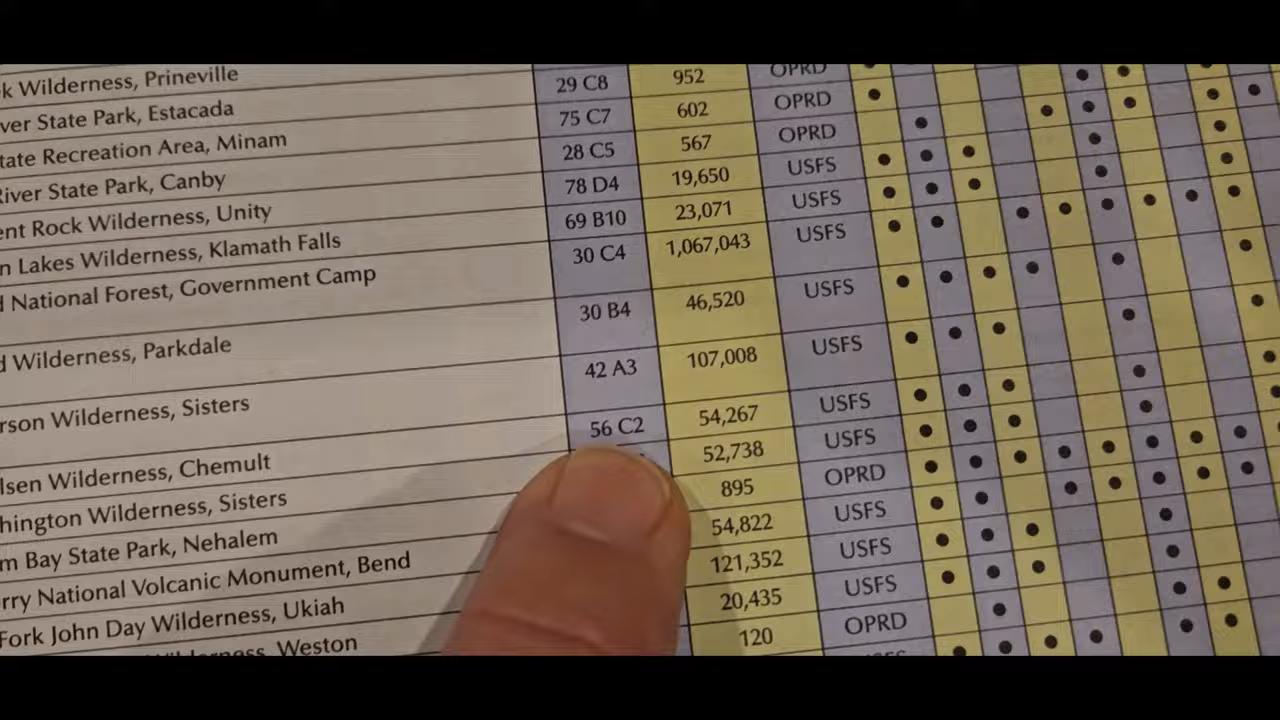 k Wilderness, Prineville
ver State Park, Estacada 29 C8 952 OPRD
tate Recreation Area, Minam 75 C7 602 OPRD
River State Park, Canby 28 C5 567 OPRD
ent Rock Wilderness, Unity 78 D4 19,650 USFS
n Lakes Wilderness, Klamath Falls 69 B10 23,071 USFS
d National Forest, Government Camp 30 C4 1,067,043 USFS
d Wilderness, Parkdale 30 B4 46,520 USFS
rson Wilderness, Sisters 42 A3 107,008 USFS
lsen Wilderness, Chemult 56 C2 54,267 USFS
hington Wilderness, Sisters 52,738 USFS
m Bay State Park, Nehalem 895 OPRD
rry National Volcanic Monument, Bend 54,822 USFS
Fork John Day Wilderness, Ukiah 121,352 USFS
Wilderness, Weston 20,435 USFS
120 OPRD